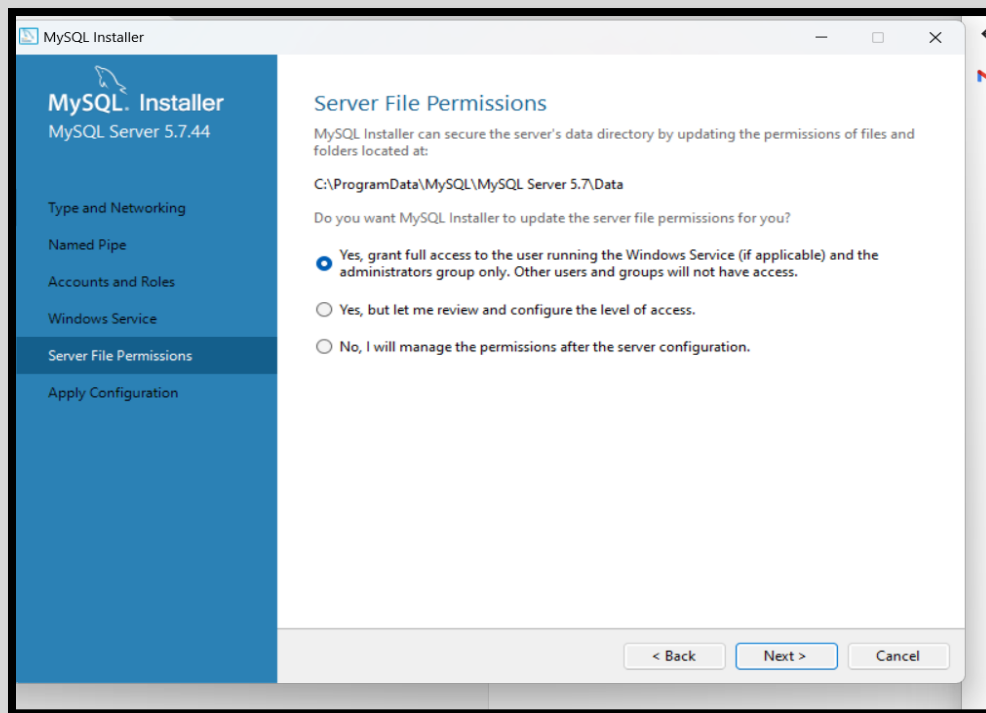 MySQL Installer
MySQL. Installer
MySQL Server 5.7.44
Type and Networking
Named Pipe
Accounts and Roles
Windows Service
Server File Permissions
Apply Configuration
Server File Permissions
MySQL Installer can secure the server's data directory by updating the permissions of files and
folders located at:
C:\ProgramData\MySQL\MySQL Server 5.7\Data
Do you want MySQL Installer to update the server file permissions for you?
Yes, grant full access to the user running the Windows Service (if applicable) and the
administrators group only. Other users and groups will not have access.
Yes, but let me review and configure the level of access.
No, I will manage the permissions after the server configuration.
< Back
Next >
Cancel